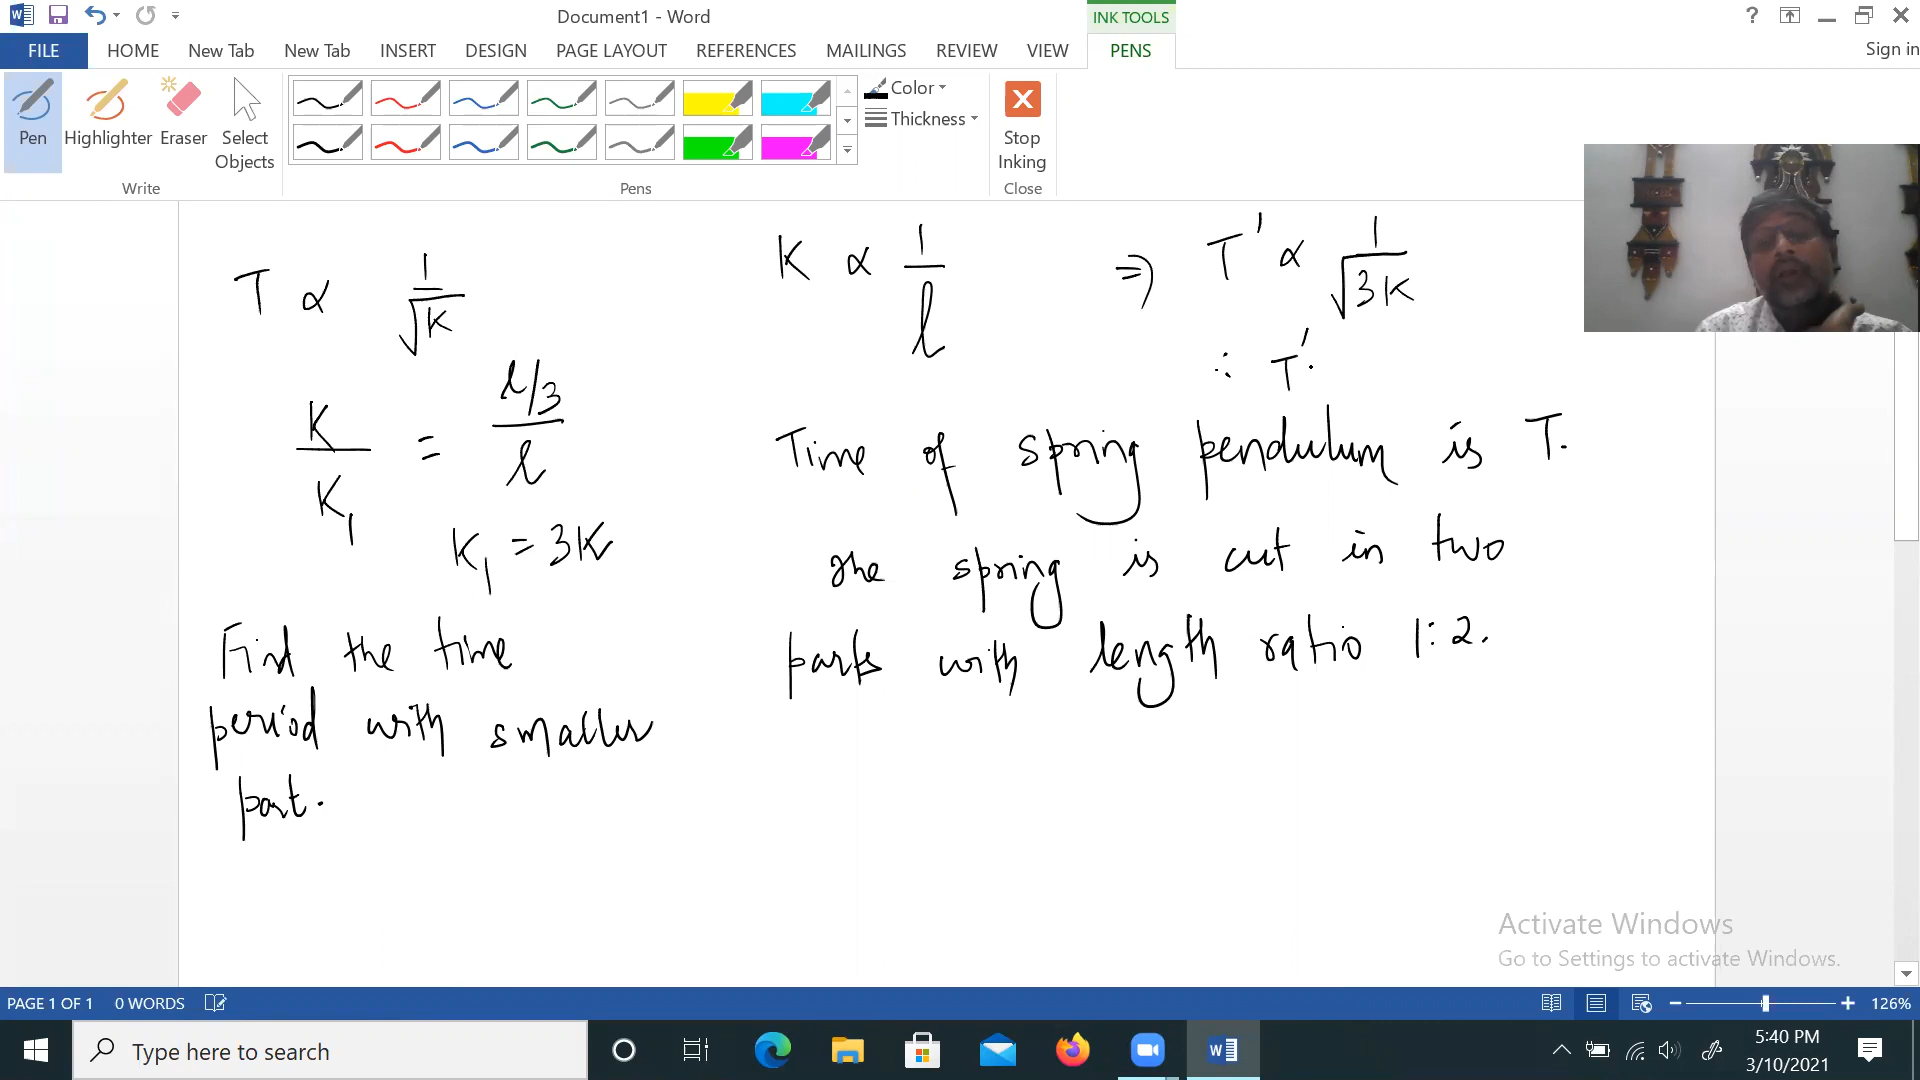 Document1 - Word
INK TOOLS
FILE
HOME
New Tab
New Tab
INSERT
DESIGN
PAGE LAYOUT
REFERENCES
MAILINGS
REVIEW
VIEW
PENS
Sign in
Pen
Highlighter
Eraser
Select
Objects
Color
Thickness
Stop
Inking
Write
Pens
Close
T ∝ 1/√K
K ∝ 1/l
⇒ T' ∝ 1/√3K
∴ T'
K/K₁ = (l/3)/l
K₁ = 3K
Time of spring pendulum is T.
The spring is cut in two
parts with length ratio 1:2.
Find the time
period with smaller
part.
Activate Windows
Go to Settings to activate Windows.
PAGE 1 OF 1
0 WORDS
126%
Type here to search
5:40 PM
3/10/2021